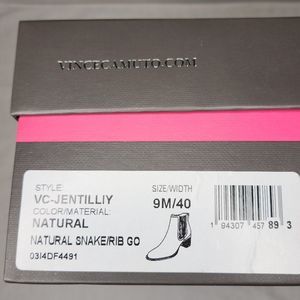 VINCECAMUTO.COM
STYLE:
VC-JENTILLIY
COLOR/MATERIAL:
NATURAL
NATURAL SNAKE/RIB GO
03I4DF4491
SIZE/WIDTH
9M/40
1 94307 457 89 3